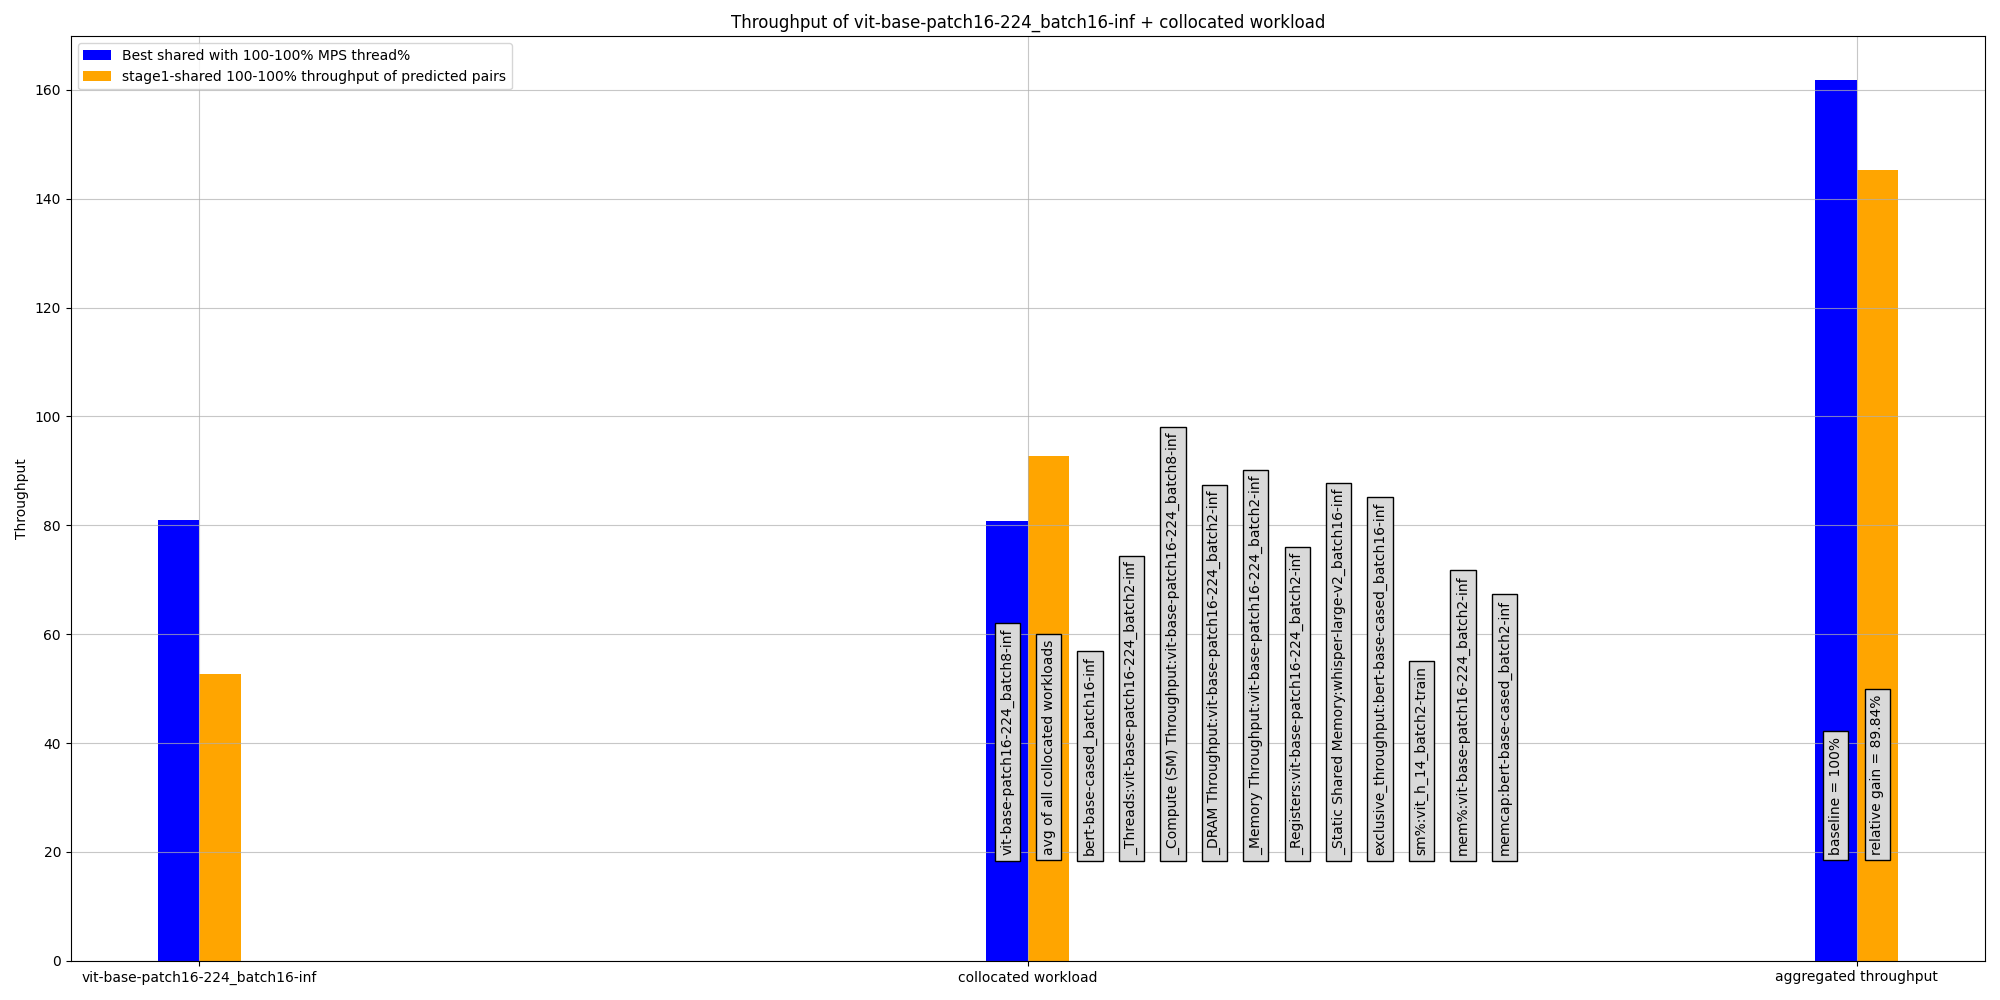 Throughput of vit-base-patch16-224_batch16-inf + collocated workload
Best shared with 100-100% MPS thread%
stage1-shared 100-100% throughput of predicted pairs
Throughput
160
140
120
100
80
60
40
20
0
vit-base-patch16-224_batch8-inf
avg of all collocated workloads
bert-base-cased_batch16-inf
_Threads:vit-base-patch16-224_batch2-inf
_Compute (SM) Throughput:vit-base-patch16-224_batch8-inf
_DRAM Throughput:vit-base-patch16-224_batch2-inf
_Memory Throughput:vit-base-patch16-224_batch2-inf
_Registers:vit-base-patch16-224_batch2-inf
_Static Shared Memory:whisper-large-v2_batch16-inf
exclusive_throughput:bert-base-cased_batch16-inf
sm%:vit_h_14_batch2-train
mem%:vit-base-patch16-224_batch2-inf
memcap:bert-base-cased_batch2-inf
baseline = 100%
relative gain = 89.84%
vit-base-patch16-224_batch16-inf
collocated workload
aggregated throughput